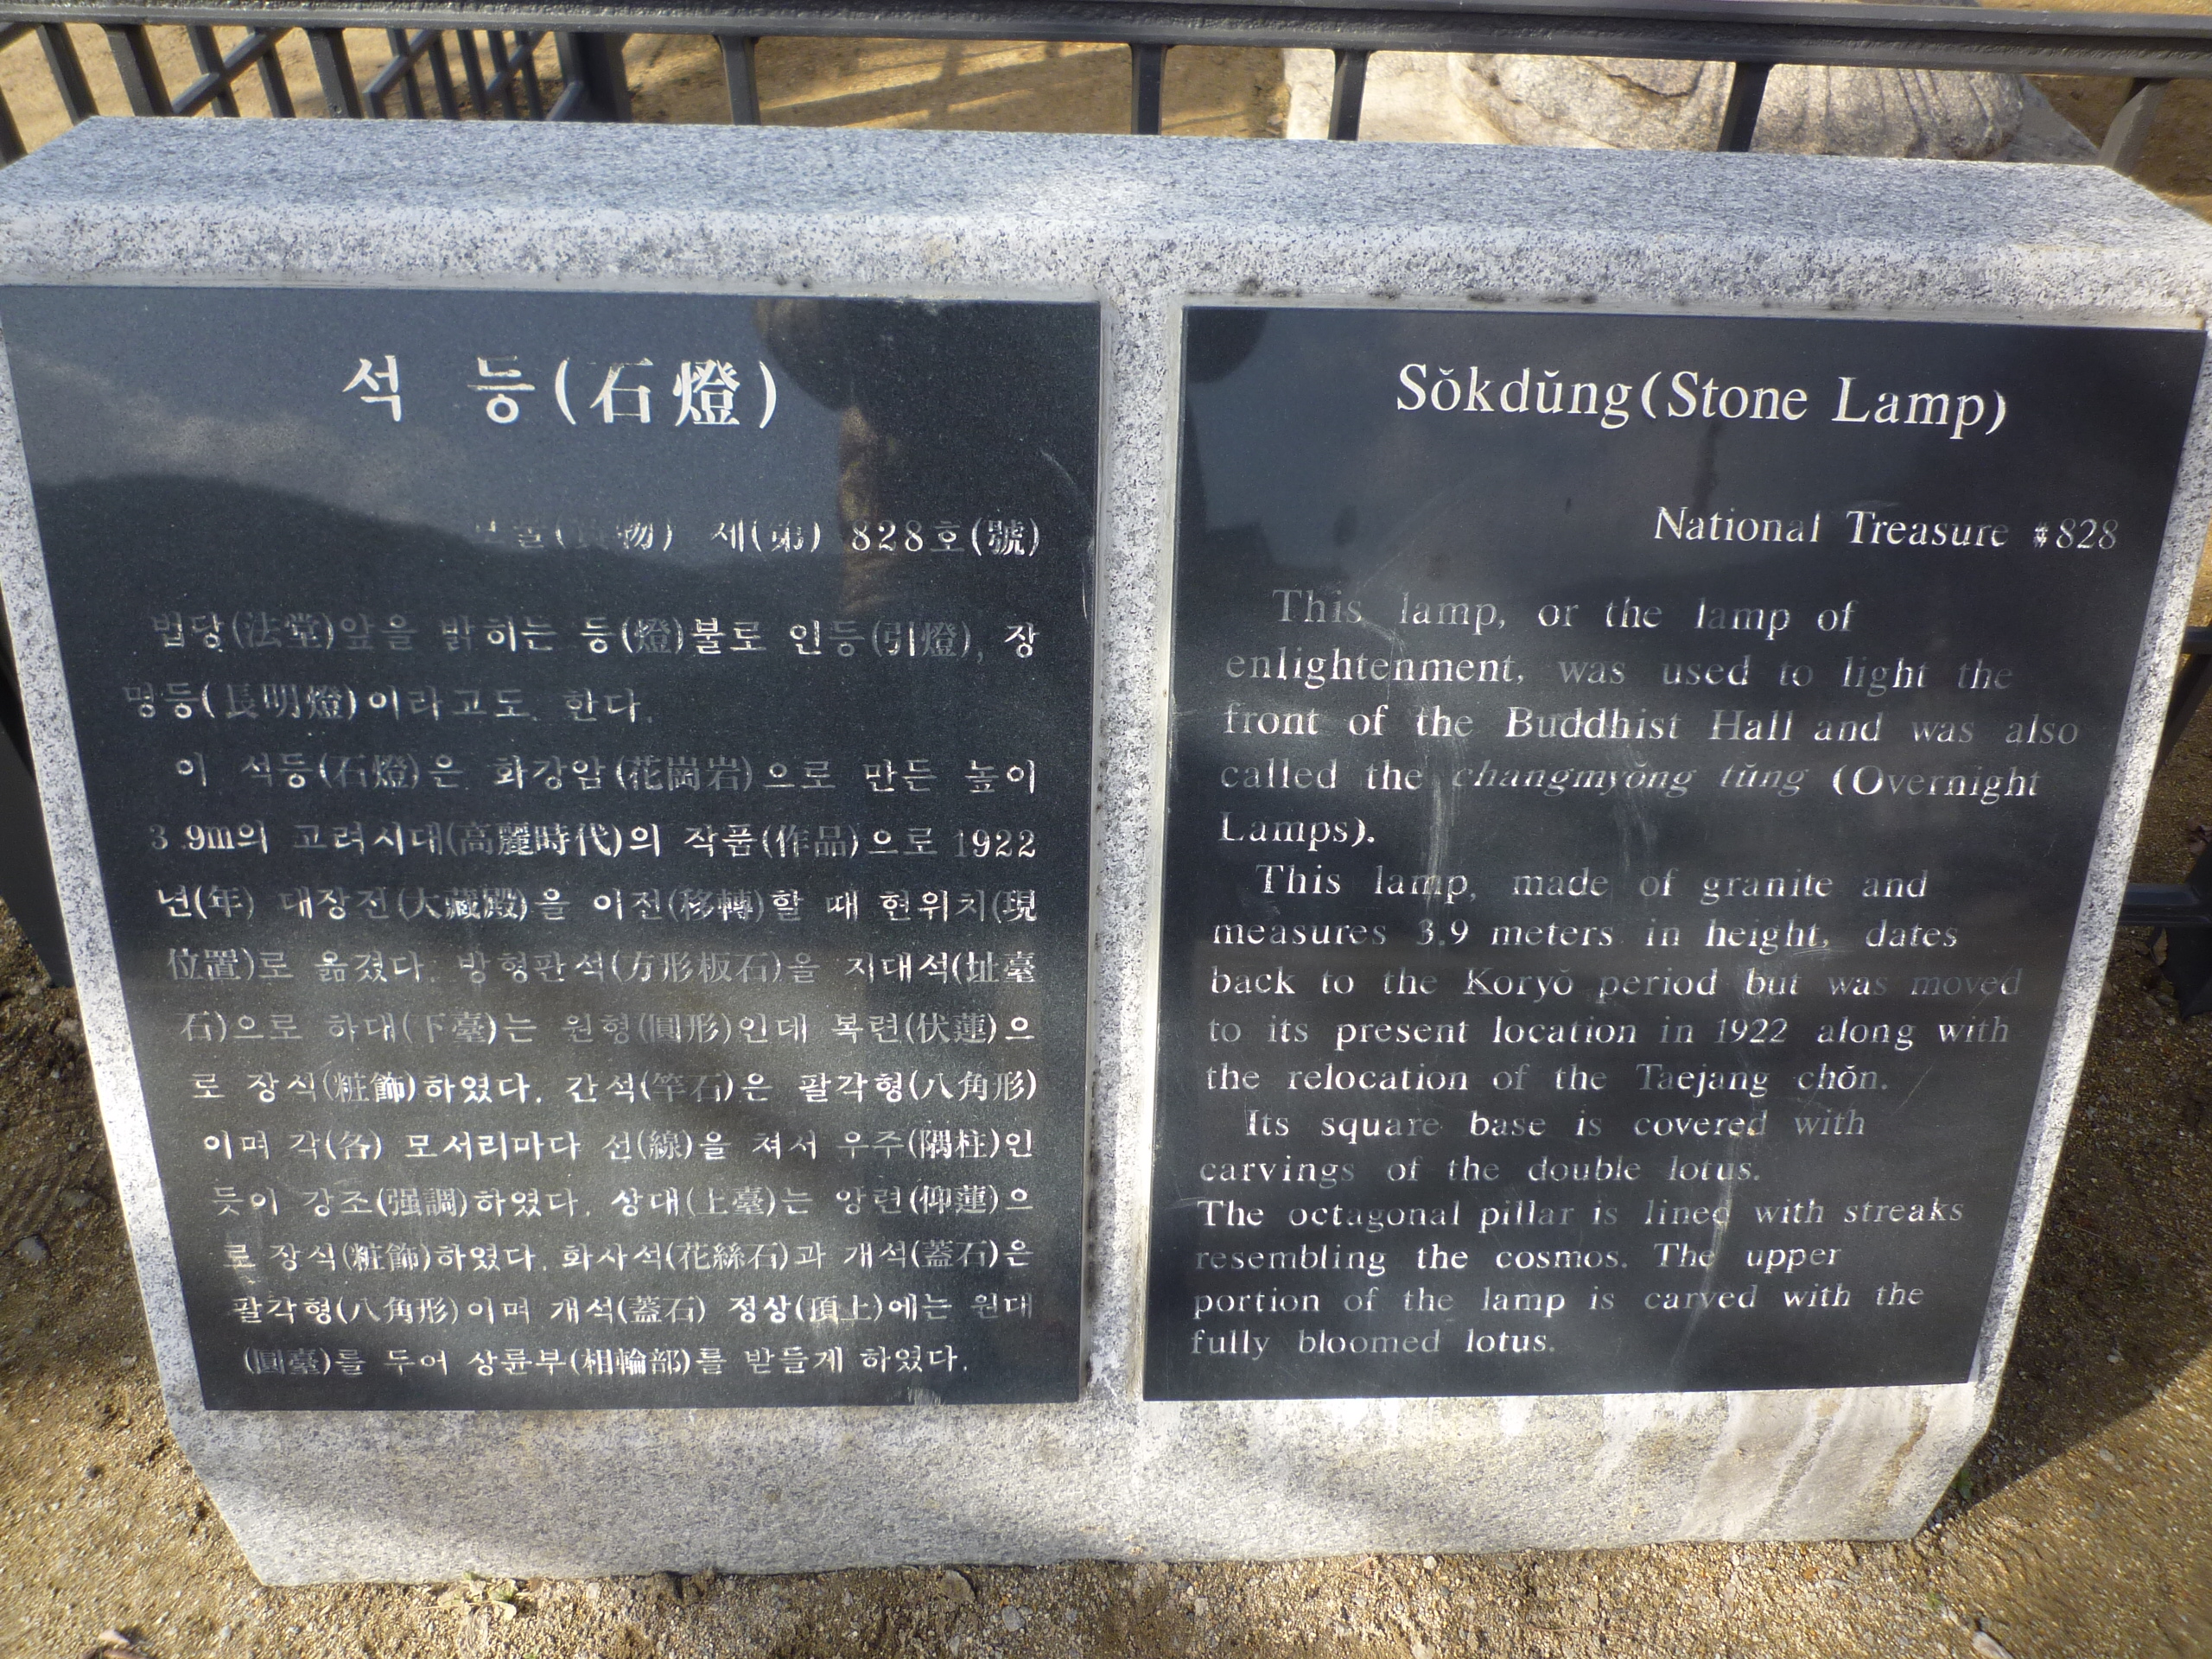 석 등(石燈)
보물(寶物) 제(第) 828호(號)
법당(法堂)앞을 밝히는 등(燈)불로 인등(引燈), 장
명등(長明燈)이라고도 한다.
이 석등(石燈)은 화강암(花崗岩)으로 만든 높이
3.9m의 고려시대(高麗時代)의 작품(作品)으로 1922
년(年) 대장전(大藏殿)을 이전(移轉)할 때 현위치(現
位置)로 옮겼다. 방형판석(方形板石)을 지대석(址臺
石)으로 하대(下臺)는 원형(圓形)인대 복련(伏蓮)으
로 장식(粧飾)하였다. 간석(竿石)은 팔각형(八角形)
이며 각(各) 모서리마다 선(線)을 쳐서 우주(隅柱)인
듯이 강조(强調)하였다. 상대(上臺)는 앙련(仰蓮)으
로 장식(粧飾)하였다. 화사석(花絲石)과 개석(蓋石)은
팔각형(八角形)이며 개석(蓋石) 정상(頂上)에는 원대
(圓臺)를 두어 상륜부(相輪部)를 받들게 하였다.
Sŏkdŭng(Stone Lamp)
National Treasure #828
This lamp, or the lamp of
enlightenment, was used to light the
front of the Buddhist Hall and was also
called the changmyŏng tŭng (Overnight
Lamps).
This lamp, made of granite and
measures 3.9 meters in height, dates
back to the Koryŏ period but was moved
to its present location in 1922 along with
the relocation of the Taejang chŏn.
Its square base is covered with
carvings of the double lotus.
The octagonal pillar is lined with streaks
resembling the cosmos. The upper
portion of the lamp is carved with the
fully bloomed lotus.